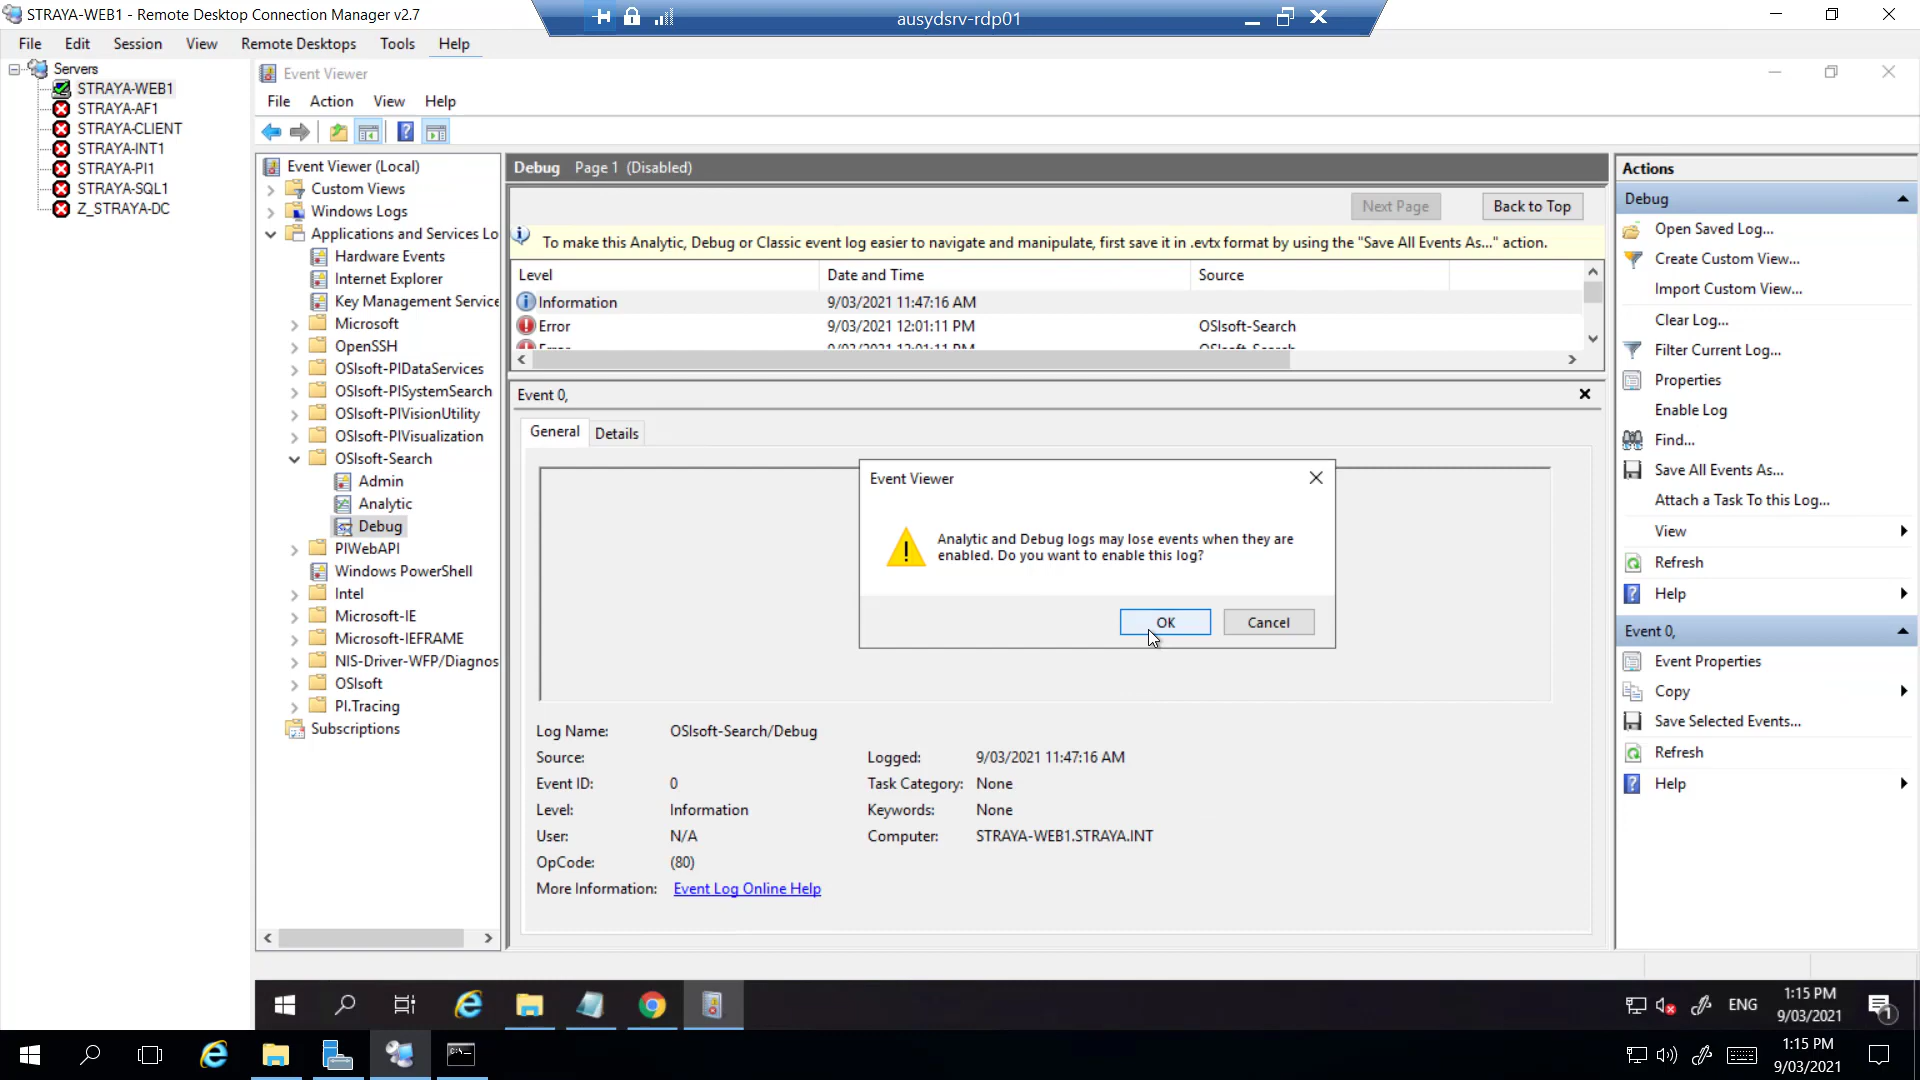 STRAYA-WEB1 - Remote Desktop Connection Manager v2.7
ausydsrv-rdp01
File Edit Session View Remote Desktops Tools Help
Servers
STRAYA-WEB1
STRAYA-AF1
STRAYA-CLIENT
STRAYA-INT1
STRAYA-PI1
STRAYA-SQL1
Z_STRAYA-DC
Event Viewer
File Action View Help
Event Viewer (Local)
Custom Views
Windows Logs
Applications and Services Lo
Hardware Events
Internet Explorer
Key Management Service
Microsoft
OpenSSH
OSIsoft-PIDataServices
OSIsoft-PISystemSearch
OSIsoft-PIVisionUtility
OSIsoft-PIVisualization
OSIsoft-Search
Admin
Analytic
Debug
PIWebAPI
Windows PowerShell
Intel
Microsoft-IE
Microsoft-IEFRAME
NIS-Driver-WFP/Diagnos
OSIsoft
PI.Tracing
Subscriptions
Debug Page 1 (Disabled)
Next Page Back to Top
To make this Analytic, Debug or Classic event log easier to navigate and manipulate, first save it in .evtx format by using the "Save All Events As..." action.
Level Date and Time Source
Information 9/03/2021 11:47:16 AM
Error 9/03/2021 12:01:11 PM OSIsoft-Search
Error 9/03/2021 12:01:11 PM OSIsoft-Search
Event 0,
General Details
Event Viewer
Analytic and Debug logs may lose events when they are
enabled. Do you want to enable this log?
OK Cancel
Log Name: OSIsoft-Search/Debug
Source: Logged: 9/03/2021 11:47:16 AM
Event ID: 0 Task Category: None
Level: Information Keywords: None
User: N/A Computer: STRAYA-WEB1.STRAYA.INT
OpCode: (80)
More Information: Event Log Online Help
Actions
Debug
Open Saved Log...
Create Custom View...
Import Custom View...
Clear Log...
Filter Current Log...
Properties
Enable Log
Find...
Save All Events As...
Attach a Task To this Log...
View
Refresh
Help
Event 0,
Event Properties
Copy
Save Selected Events...
Refresh
Help
ENG
1:15 PM
9/03/2021
1
1:15 PM
9/03/2021